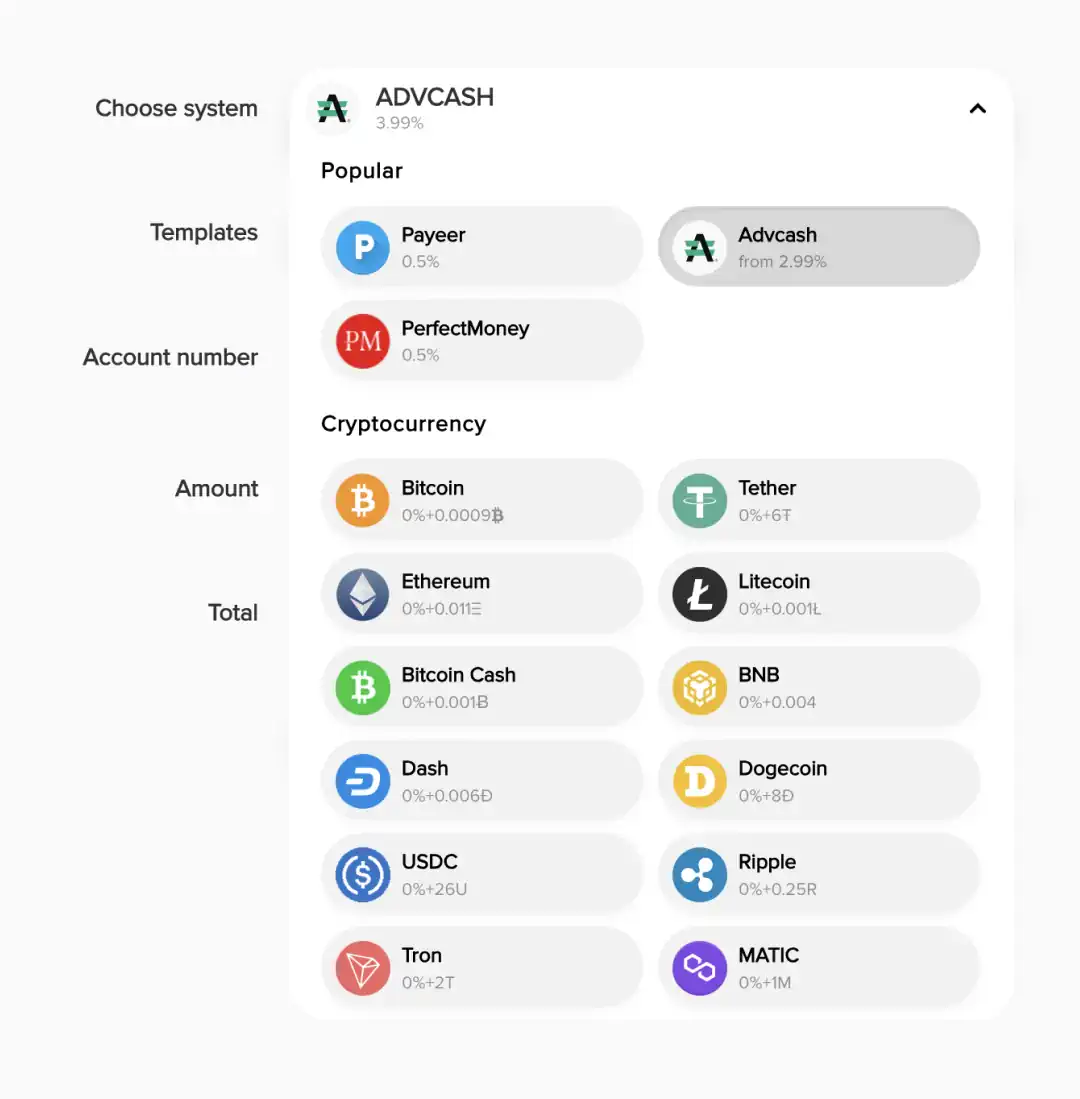 Choose system
ADVCASH
3.99%
Popular
Templates
Payeer
0.5%
Advcash
from 2.99%
PM
PerfectMoney
0.5%
Account number
Cryptocurrency
Amount
Bitcoin
0%+0.0009฿
Tether
0%+6₮
Ethereum
0%+0.011Ξ
Litecoin
0%+0.001Ł
Total
Bitcoin Cash
0%+0.001Ƀ
BNB
0%+0.004
Dash
0%+0.006Đ
Dogecoin
0%+8Đ
USDC
0%+26U
Ripple
0%+0.25R
Tron
0%+2T
MATIC
0%+1M